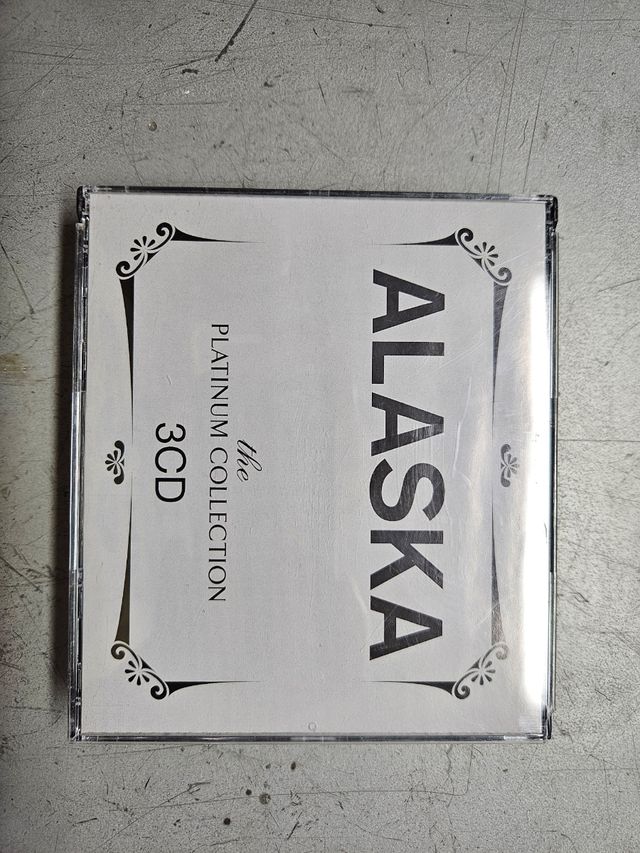 ALASKA
the
PLATINUM COLLECTION
3CD